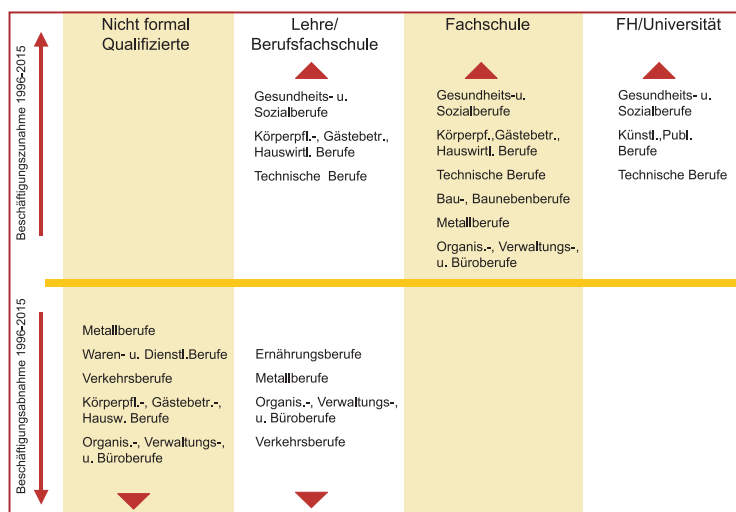 Nicht formal
Qualifizierte
Lehre/
Berufsfachschule
Fachschule
FH/Universität
Beschäftigungszunahme 1996-2015
Gesundheits- u.
Sozialberufe
Körperpfl.-, Gästebetr.,
Hauswirtl. Berufe
Technische Berufe
Gesundheits-u.
Sozialberufe
Körperpf.,Gästebetr.,
Hauswirtl. Berufe
Technische Berufe
Bau-, Baunebenberufe
Metallberufe
Organis.-, Verwaltungs-,
u. Büroberufe
Gesundheits- u.
Sozialberufe
Künstl.,Publ.
Berufe
Technische Berufe
Beschäftigungsabnahme 1996-2015
Metallberufe
Waren- u. Dienstl.Berufe
Verkehrsberufe
Körperpfl.-, Gästebetr.-,
Hausw. Berufe
Organis.-, Verwaltungs-,
u. Büroberufe
Ernährungsberufe
Metallberufe
Organis.-, Verwaltungs-,
u. Büroberufe
Verkehrsberufe